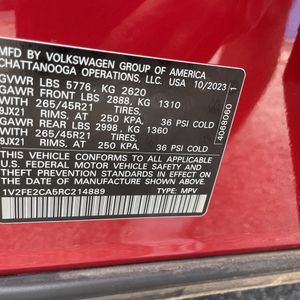 MFD BY VOLKSWAGEN GROUP OF AMERICA
CHATTANOOGA OPERATIONS, LLC. USA 10/2023
GVWR LBS 5776, KG 2620
GAWR FRONT LBS 2888, KG 1310
WITH 265/45R21 TIRES,
9JX21 RIMS, AT 250 KPA, 36 PSI COLD
GAWR REAR LBS 2998, KG 1360
WITH 265/45R21 TIRES,
9JX21 RIMS, AT 250 KPA, 36 PSI COLD
THIS VEHICLE CONFORMS TO ALL APPLICABLE
U.S. FEDERAL MOTOR VEHICLE SAFETY AND
THEFT PREVENTION STANDARDS IN EFFECT ON
THE DATE OF MANUFACTURE SHOWN ABOVE.
1V2FE2CA5RC214889 TYPE: MPV